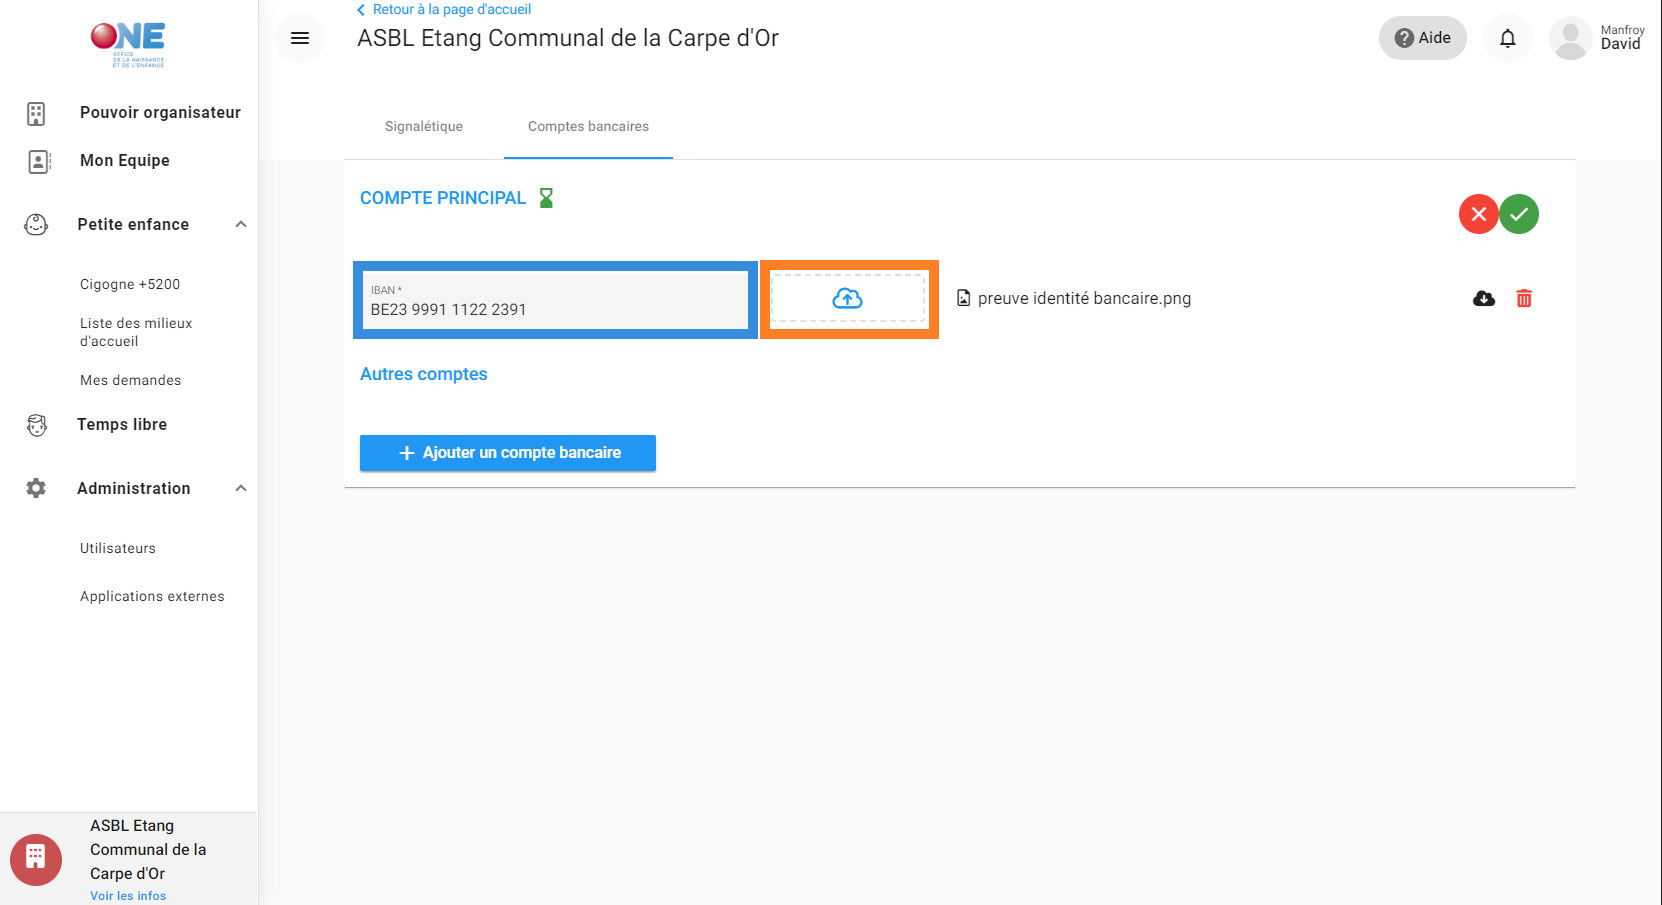 ONE
OFFICE
DE LA NAISSANCE
ET DE L'ENFANCE
Pouvoir organisateur
Mon Equipe
Petite enfance
Cigogne +5200
Liste des milieux
d'accueil
Mes demandes
Temps libre
Administration
Utilisateurs
Applications externes
ASBL Etang
Communal de la
Carpe d'Or
Voir les infos
Retour à la page d'accueil
ASBL Etang Communal de la Carpe d'Or
Aide
Manfroy
David
Signalétique
Comptes bancaires
COMPTE PRINCIPAL
IBAN *
BE23 9991 1122 2391
preuve identité bancaire.png
Autres comptes
Ajouter un compte bancaire